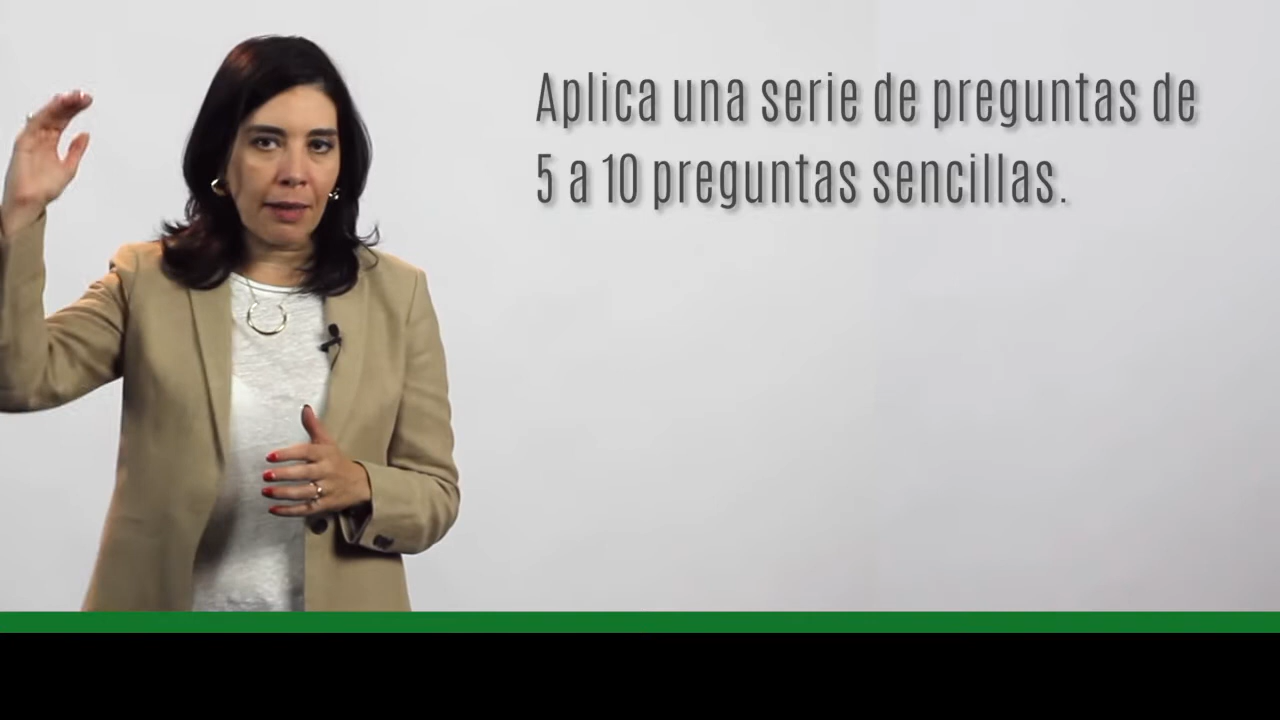 Aplica una serie de preguntas de
5 a 10 preguntas sencillas.